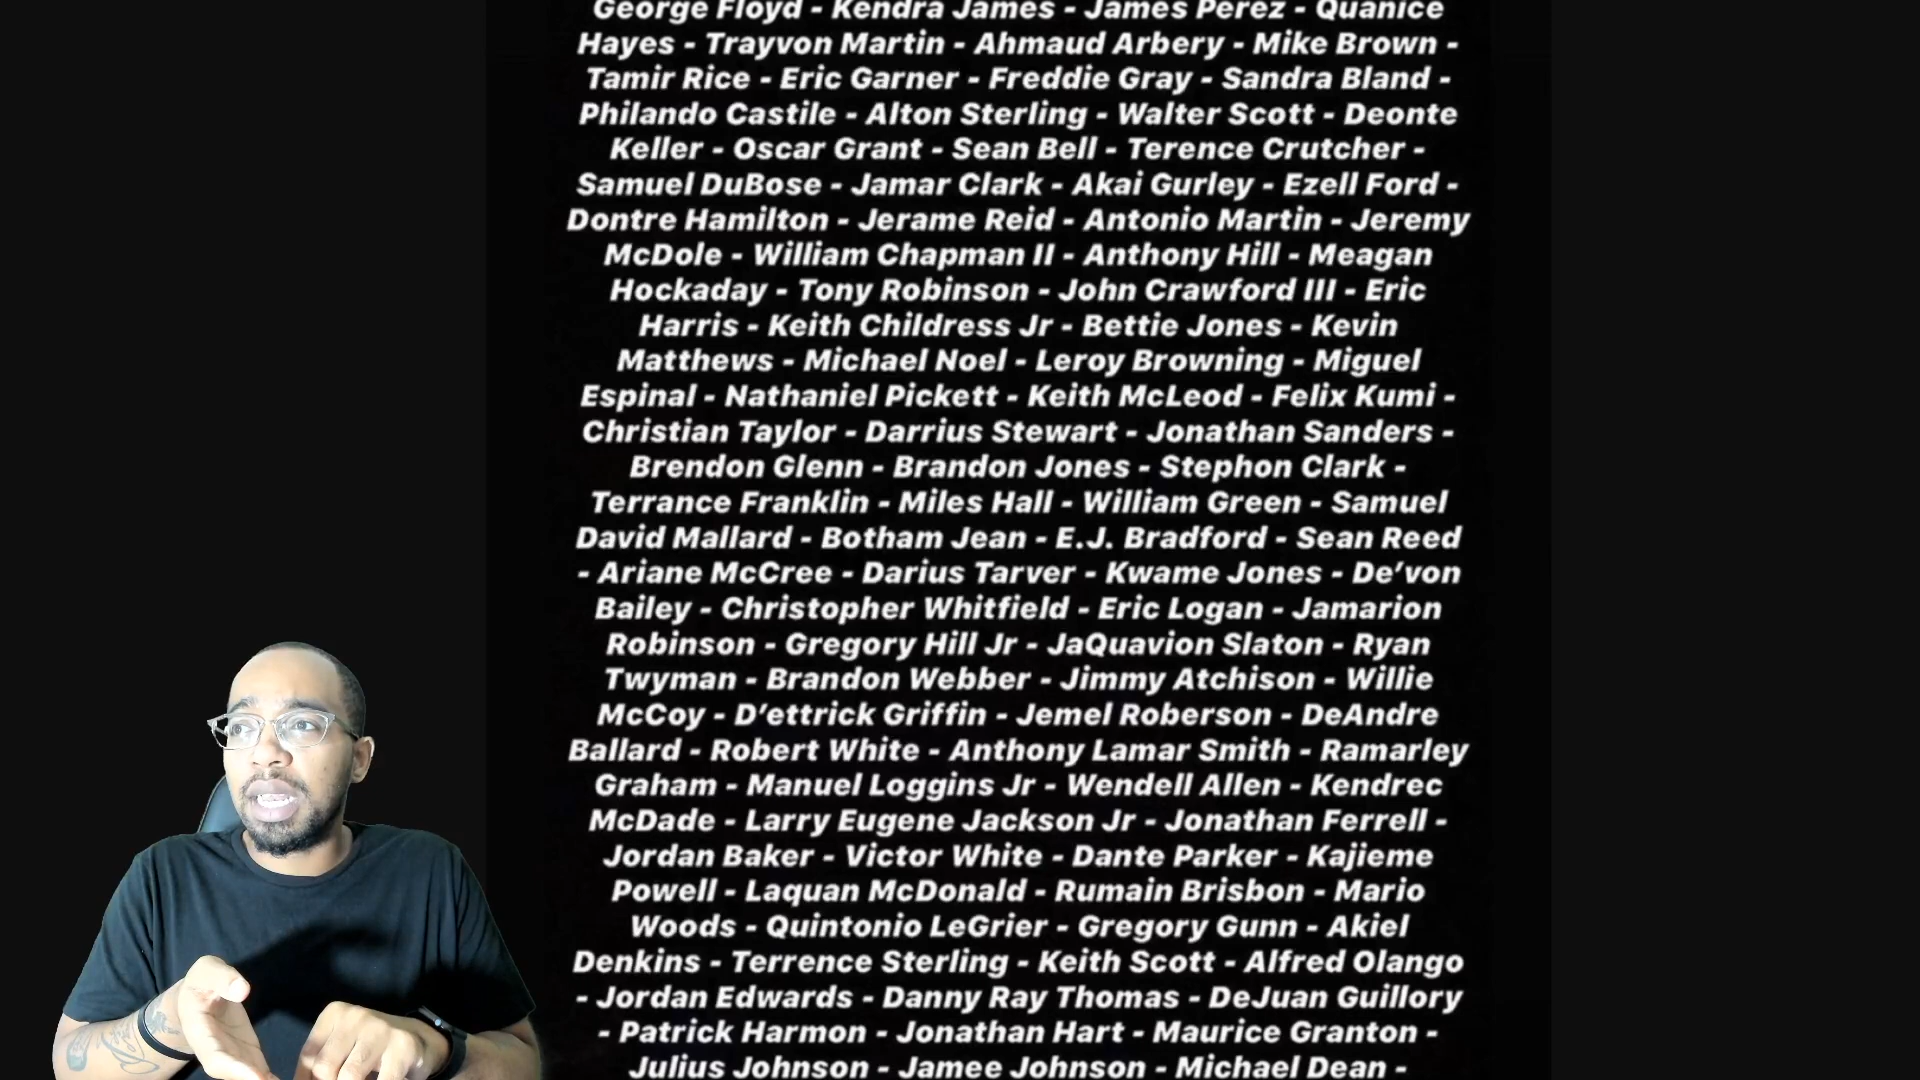 George Floyd - Kendra James - James Perez - Quanice
Hayes - Trayvon Martin - Ahmaud Arbery - Mike Brown -
Tamir Rice - Eric Garner - Freddie Gray - Sandra Bland -
Philando Castile - Alton Sterling - Walter Scott - Deonte
Keller - Oscar Grant - Sean Bell - Terence Crutcher -
Samuel DuBose - Jamar Clark - Akai Gurley - Ezell Ford -
Dontre Hamilton - Jerame Reid - Antonio Martin - Jeremy
McDole - William Chapman II - Anthony Hill - Meagan
Hockaday - Tony Robinson - John Crawford III - Eric
Harris - Keith Childress Jr - Bettie Jones - Kevin
Matthews - Michael Noel - Leroy Browning - Miguel
Espinal - Nathaniel Pickett - Keith McLeod - Felix Kumi -
Christian Taylor - Darrius Stewart - Jonathan Sanders -
Brendon Glenn - Brandon Jones - Stephon Clark -
Terrance Franklin - Miles Hall - William Green - Samuel
David Mallard - Botham Jean - E.J. Bradford - Sean Reed
- Ariane McCree - Darius Tarver - Kwame Jones - De’von
Bailey - Christopher Whitfield - Eric Logan - Jamarion
Robinson - Gregory Hill Jr - JaQuavion Slaton - Ryan
Twyman - Brandon Webber - Jimmy Atchison - Willie
McCoy - D’ettrick Griffin - Jemel Roberson - DeAndre
Ballard - Robert White - Anthony Lamar Smith - Ramarley
Graham - Manuel Loggins Jr - Wendell Allen - Kendrec
McDade - Larry Eugene Jackson Jr - Jonathan Ferrell -
Jordan Baker - Victor White - Dante Parker - Kajieme
Powell - Laquan McDonald - Rumain Brisbon - Mario
Woods - Quintonio LeGrier - Gregory Gunn - Akiel
Denkins - Terrence Sterling - Keith Scott - Alfred Olango
- Jordan Edwards - Danny Ray Thomas - DeJuan Guillory
- Patrick Harmon - Jonathan Hart - Maurice Granton -
Julius Johnson - Jamee Johnson - Michael Dean -